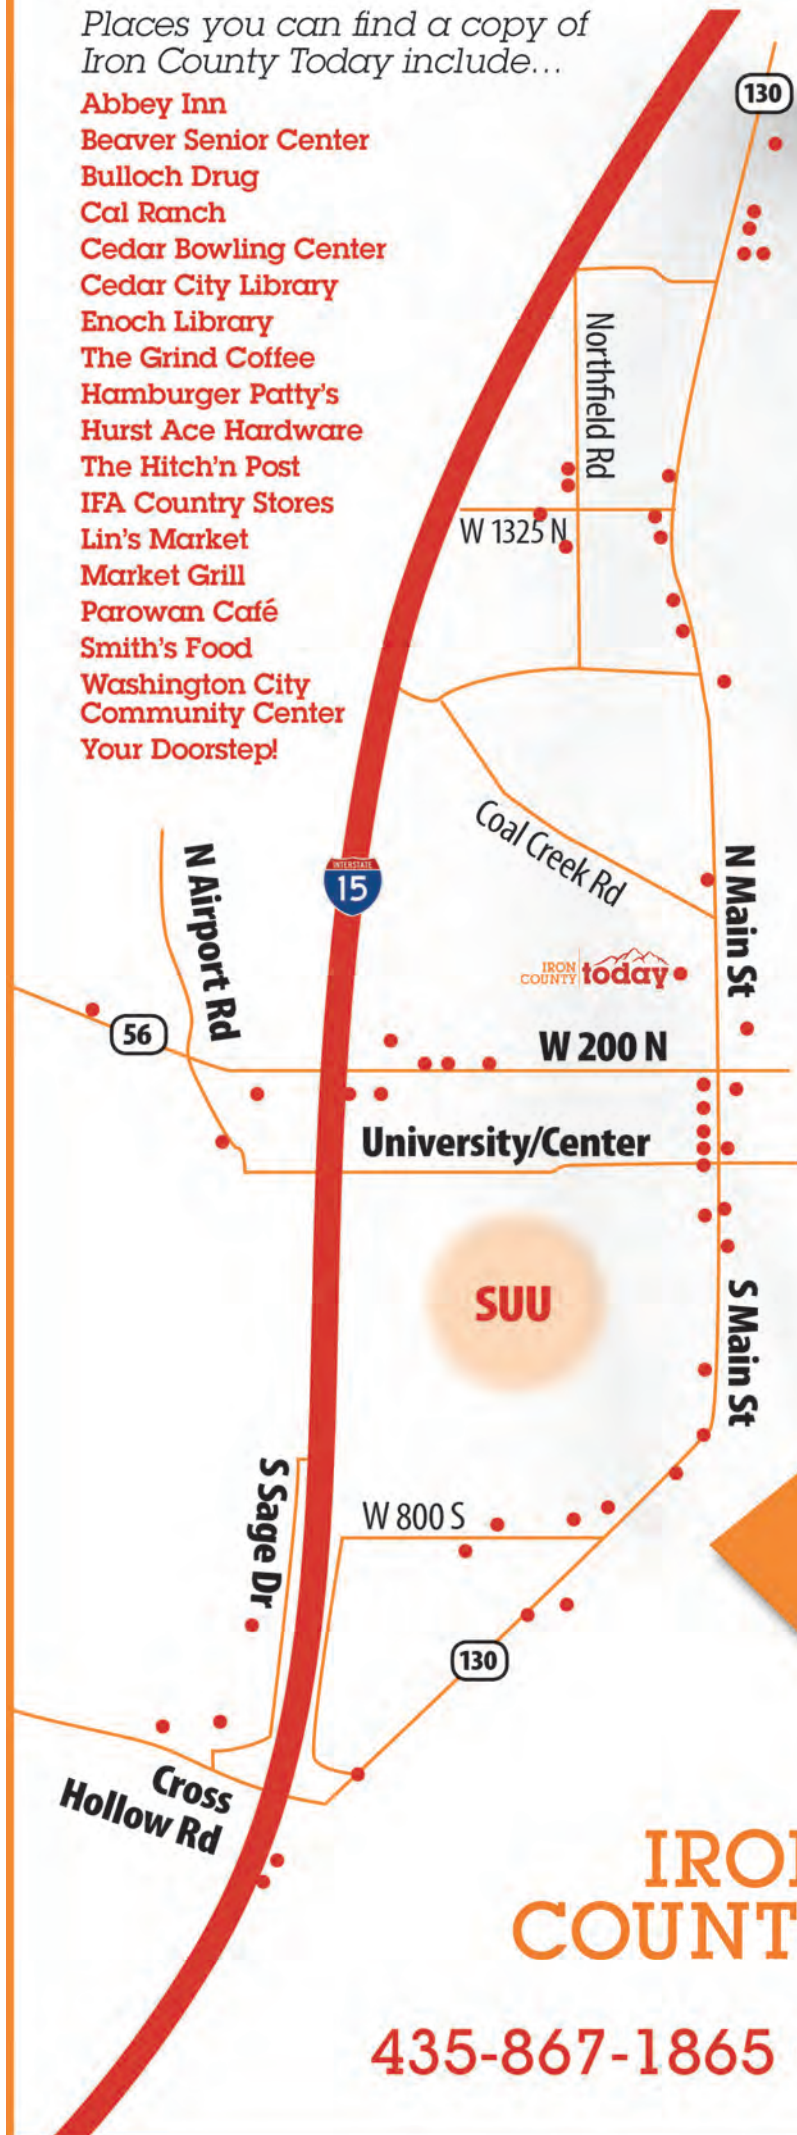 Places you can find a copy of
Iron County Today include...
Abbey Inn
Beaver Senior Center
Bulloch Drug
Cal Ranch
Cedar Bowling Center
Cedar City Library
Enoch Library
The Grind Coffee
Hamburger Patty's
Hurst Ace Hardware
The Hitch'n Post
IFA Country Stores
Lin's Market
Market Grill
Parowan Café
Smith's Food
Washington City
Community Center
Your Doorstep!
130
Northfield Rd
W 1325 N
Coal Creek Rd
N Airport Rd
INTERSTATE
15
N Main St
IRON
COUNTY
today
56
W 200 N
University/Center
SUU
S Main St
S Sage Dr
W 800 S
130
Cross
Hollow Rd
IRON
COUNT
435-867-1865